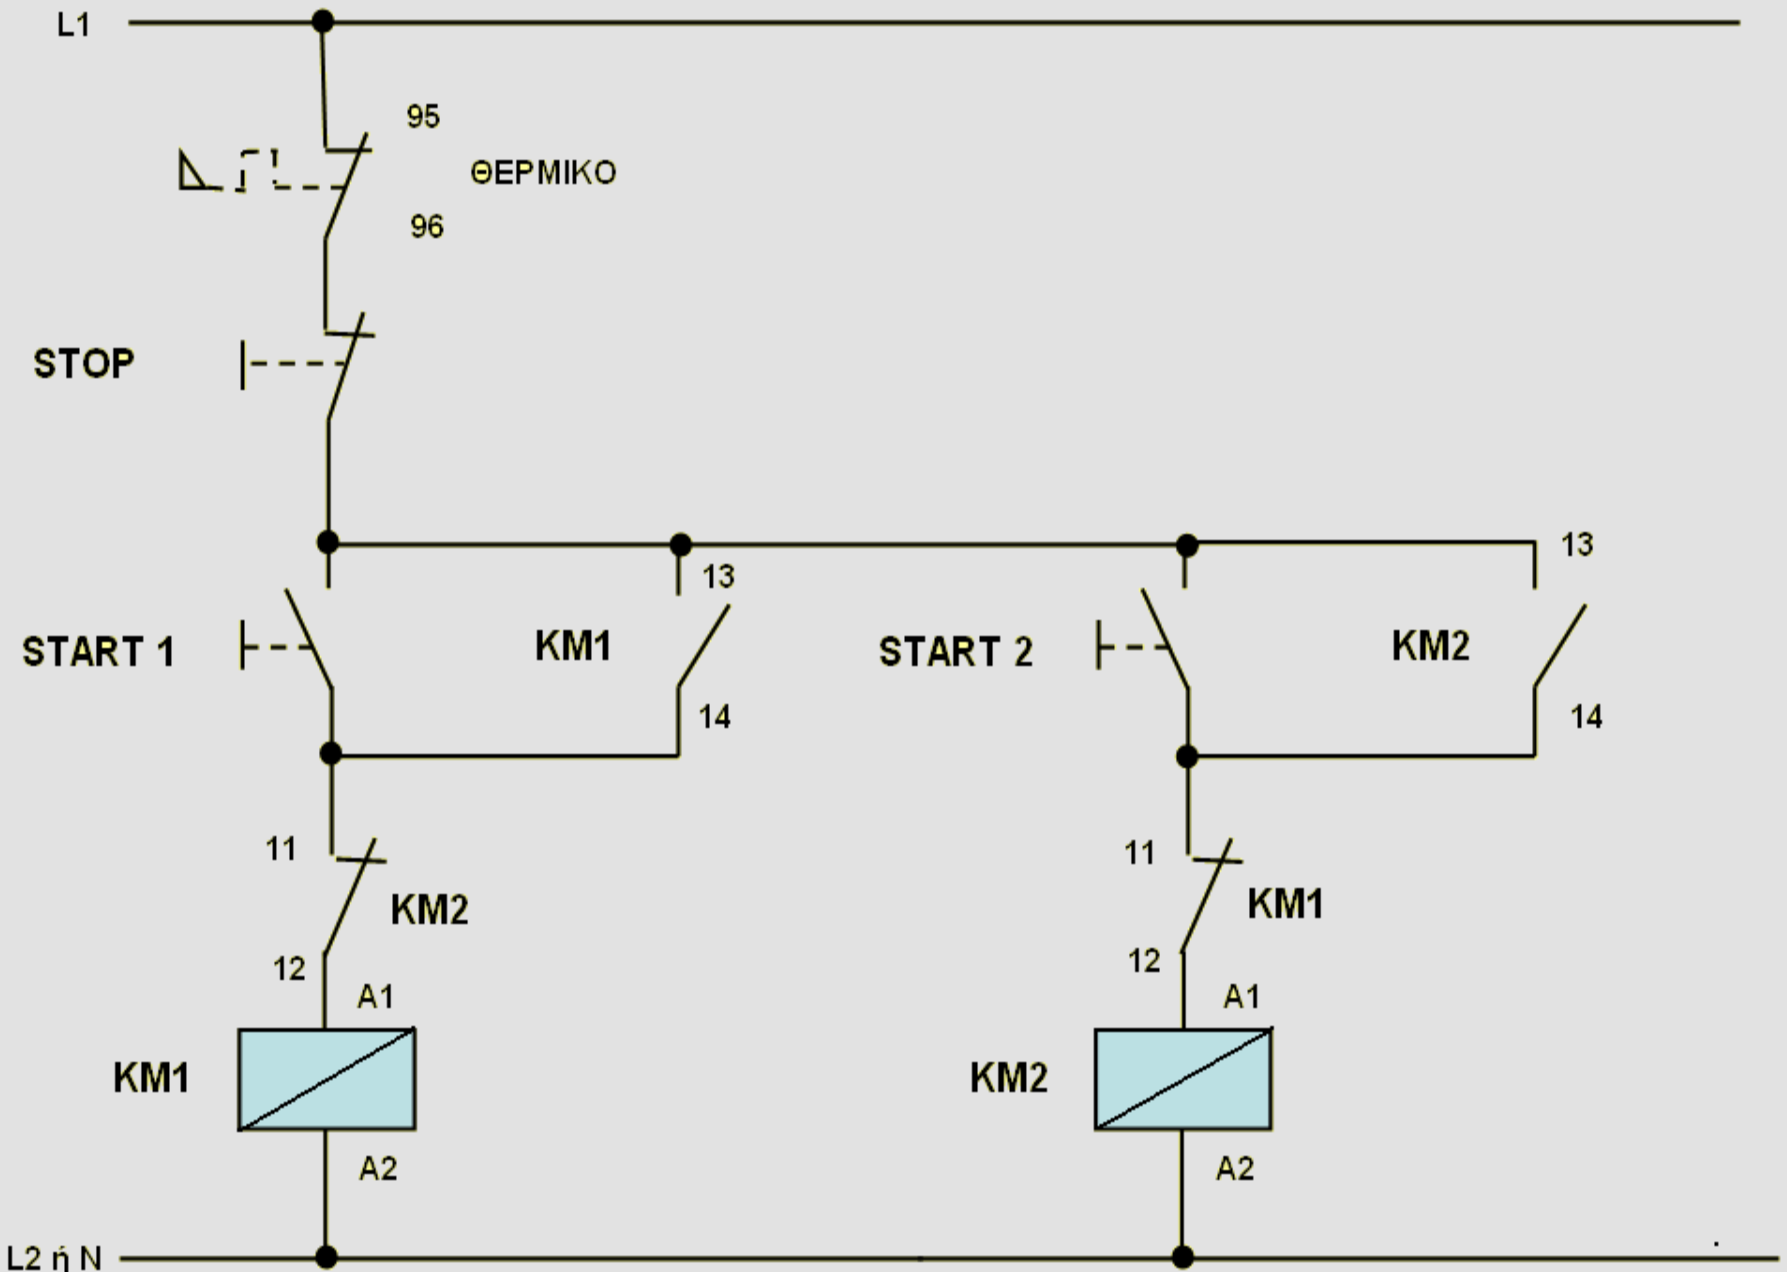 L1
95
ΘΕΡΜΙΚΟ
96
STOP
13
13
START 1
KM1
START 2
KM2
14
14
11
KM2
11
KM1
12
A1
12
A1
KM1
KM2
A2
A2
L2 ή N